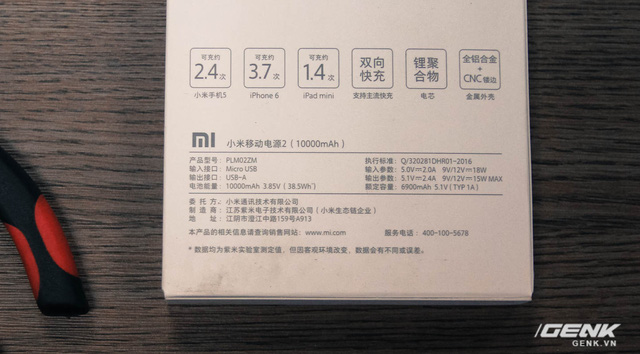 可充约 可充约 可充约 双向 锂聚 全铝合金
2.4次 3.7次 1.4次 快充 合物 +
CNC 镶边
小米手机5 iPhone 6 iPad mini 支持主流快充 电芯 金属外壳
mi 小米移动电源2 ( 10000mAh )
产品型号: PLM02ZM 执行标准: Q/320281DHR01-2016
输入接口: Micro USB 输入参数: 5.0V⎓2.0A 9V/12V⎓18W
输出接口: USB-A 输出参数: 5.1V⎓2.4A 9V/12V⎓15W MAX
电池能量: 10000mAh 3.85V (38.5Wh) 额定容量: 6900mAh 5.1V (TYP 1A)
委 托 方: 小米通讯技术有限公司
制 造 商: 江苏紫米电子技术有限公司 (小米生态链企业)
地 址: 江阴市澄江中路159号A913
本产品的相关信息请查询销售网站: www.mi.com 服务电话: 400-100-5678
* 数据均为紫米实验室测定值, 但因客观环境改变, 数据会有不同或误差。
GENK
GENK.VN